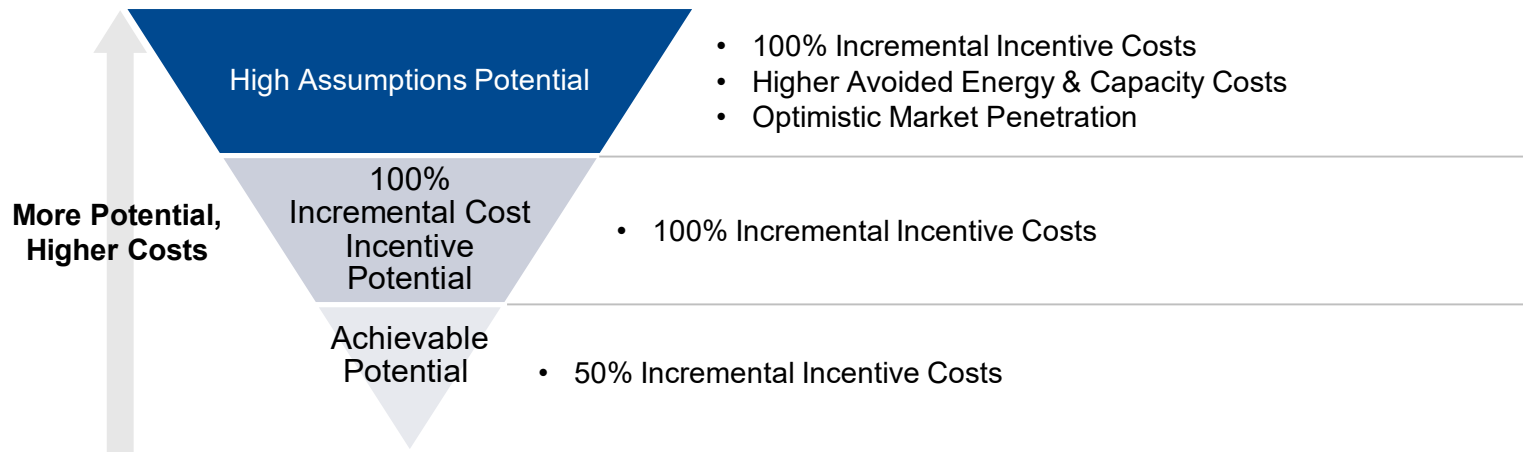 High Assumptions Potential
• 100% Incremental Incentive Costs
• Higher Avoided Energy & Capacity Costs
• Optimistic Market Penetration
More Potential,
Higher Costs
100%
Incremental Cost
Incentive
Potential
• 100% Incremental Incentive Costs
Achievable
Potential
• 50% Incremental Incentive Costs